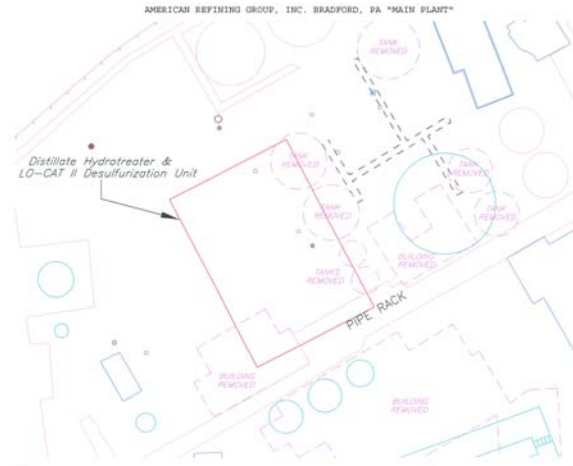 AMERICAN REFINING GROUP, INC. BRADFORD, PA "MAIN PLANT"
TANK
REMOVED
Distillate Hydrotreater &
LO-CAT II Desulfurization Unit
TANK
REMOVED
TANK
REMOVED
TANK
REMOVED
TANK
REMOVED
BUILDING
REMOVED
TANKS
REMOVED
PIPE RACK
BUILDING
REMOVED
BUILDING
REMOVED